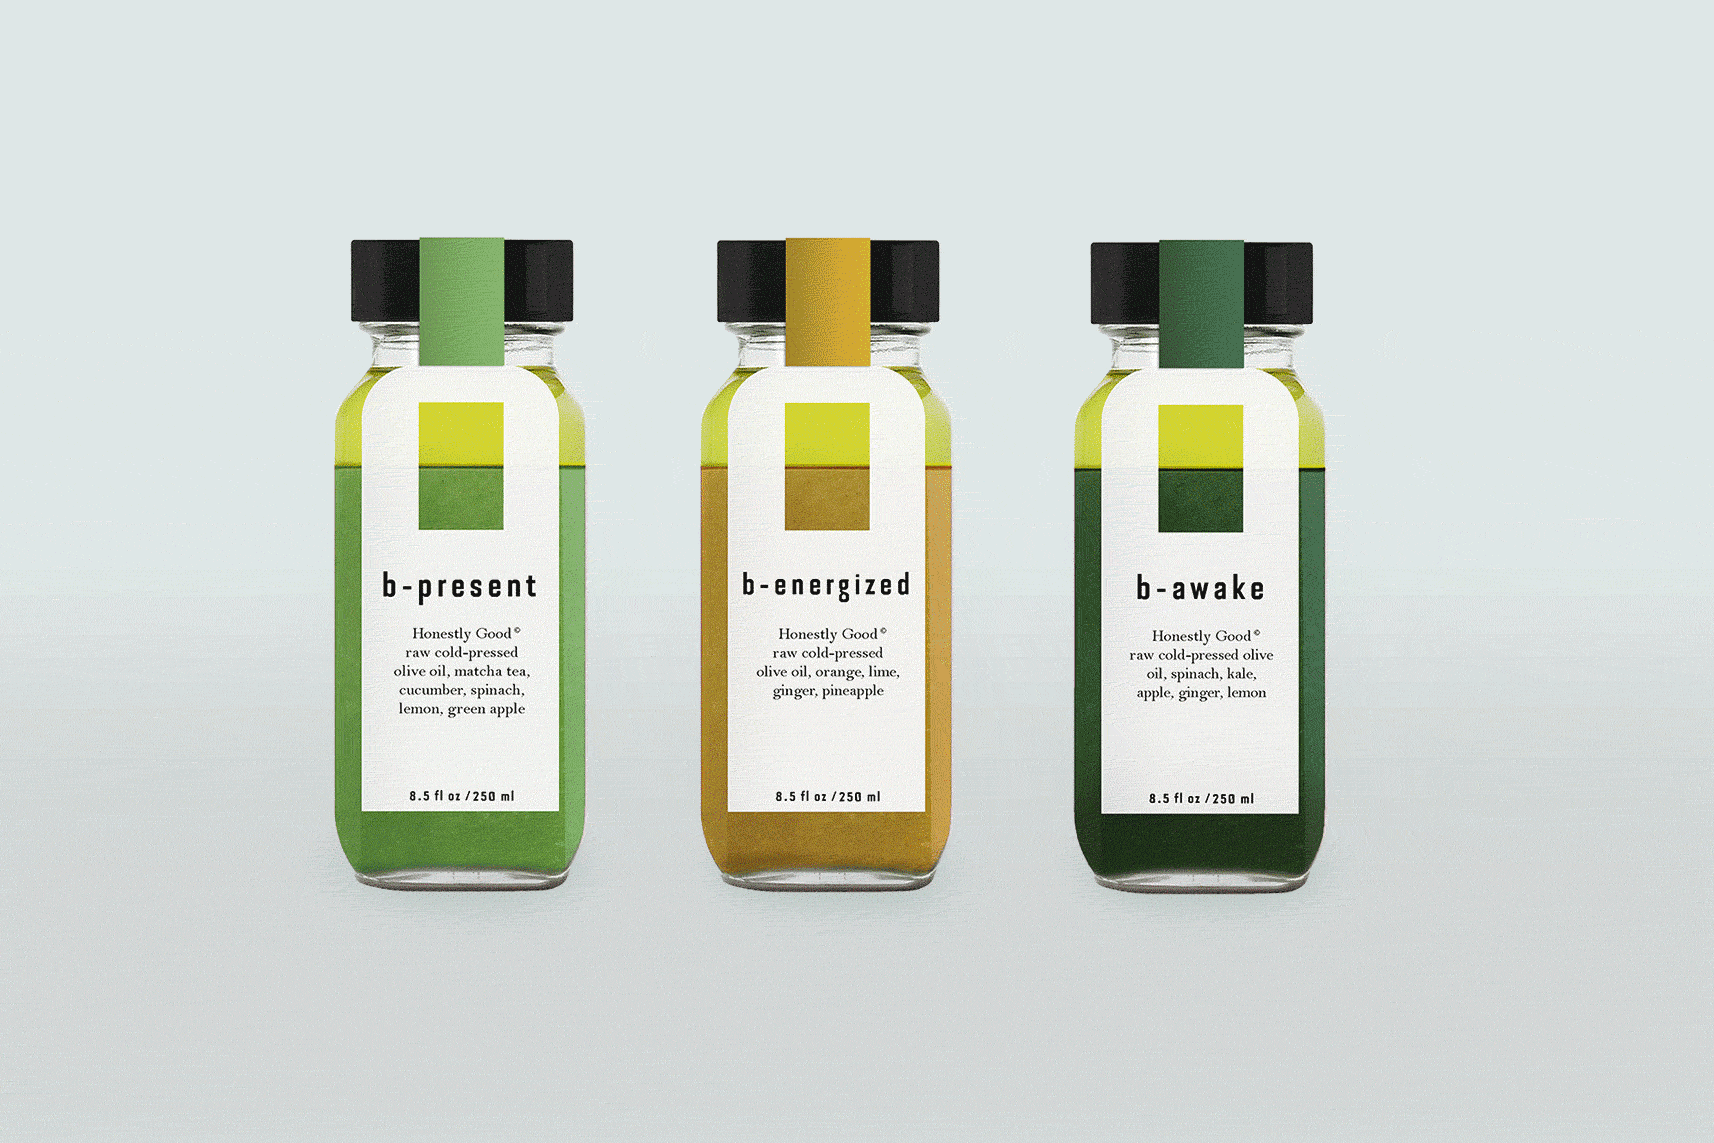 b-present
Honestly Good©
raw cold-pressed
olive oil, matcha tea,
cucumber, spinach,
lemon, green apple
8.5 fl oz / 250 ml
b-energized
Honestly Good©
raw cold-pressed
olive oil, orange, lime,
ginger, pineapple
8.5 fl oz / 250 ml
b-awake
Honestly Good©
raw cold-pressed olive
oil, spinach, kale,
apple, ginger, lemon
8.5 fl oz / 250 ml